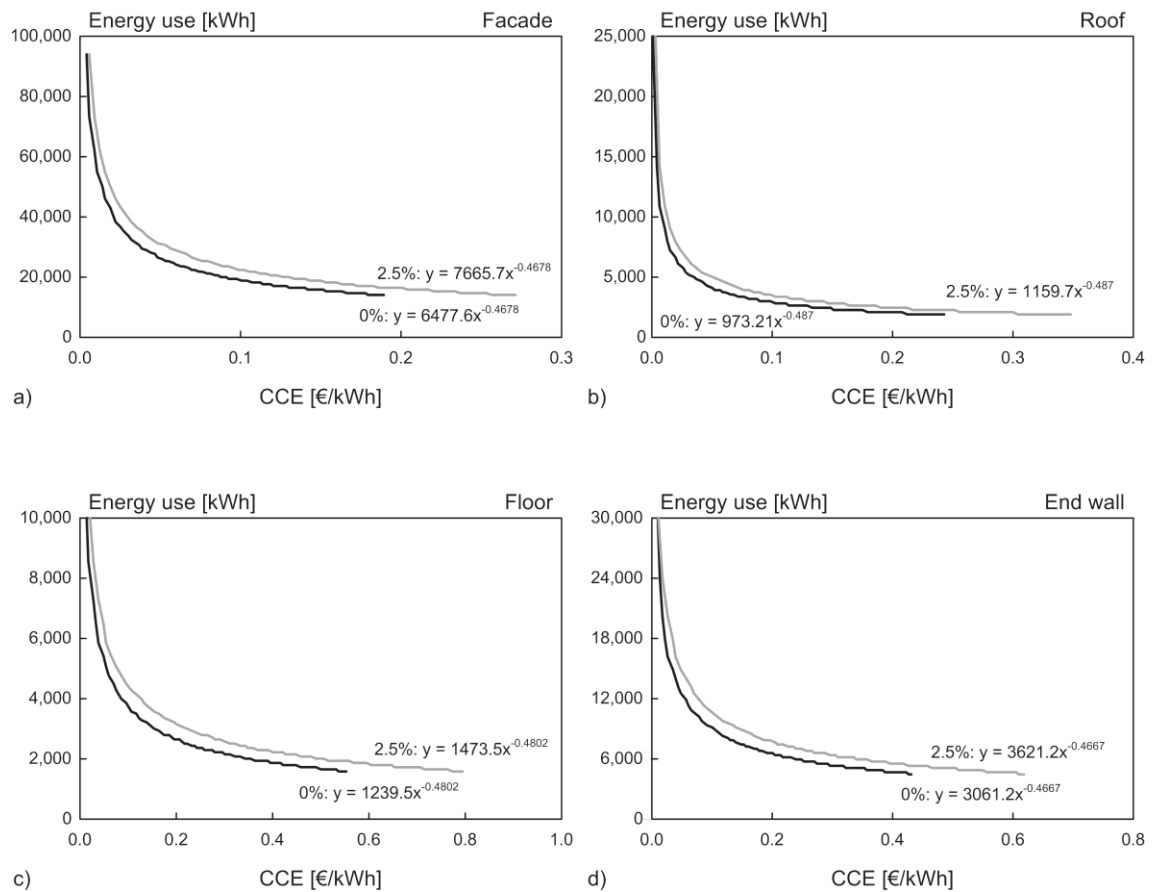 Energy use [kWh] Facade
100,000
80,000
60,000
40,000
20,000
0
2.5%: y = 7665.7x^-0.4678
0%: y = 6477.6x^-0.4678
0.0 0.1 0.2 0.3
a) CCE [€/kWh]
Energy use [kWh] Roof
25,000
20,000
15,000
10,000
5,000
0
2.5%: y = 1159.7x^-0.487
0%: y = 973.21x^-0.487
0.0 0.1 0.2 0.3 0.4
b) CCE [€/kWh]
Energy use [kWh] Floor
10,000
8,000
6,000
4,000
2,000
0
2.5%: y = 1473.5x^-0.4802
0%: y = 1239.5x^-0.4802
0.0 0.2 0.4 0.6 0.8 1.0
c) CCE [€/kWh]
Energy use [kWh] End wall
30,000
24,000
18,000
12,000
6,000
0
2.5%: y = 3621.2x^-0.4667
0%: y = 3061.2x^-0.4667
0.0 0.2 0.4 0.6 0.8
d) CCE [€/kWh]